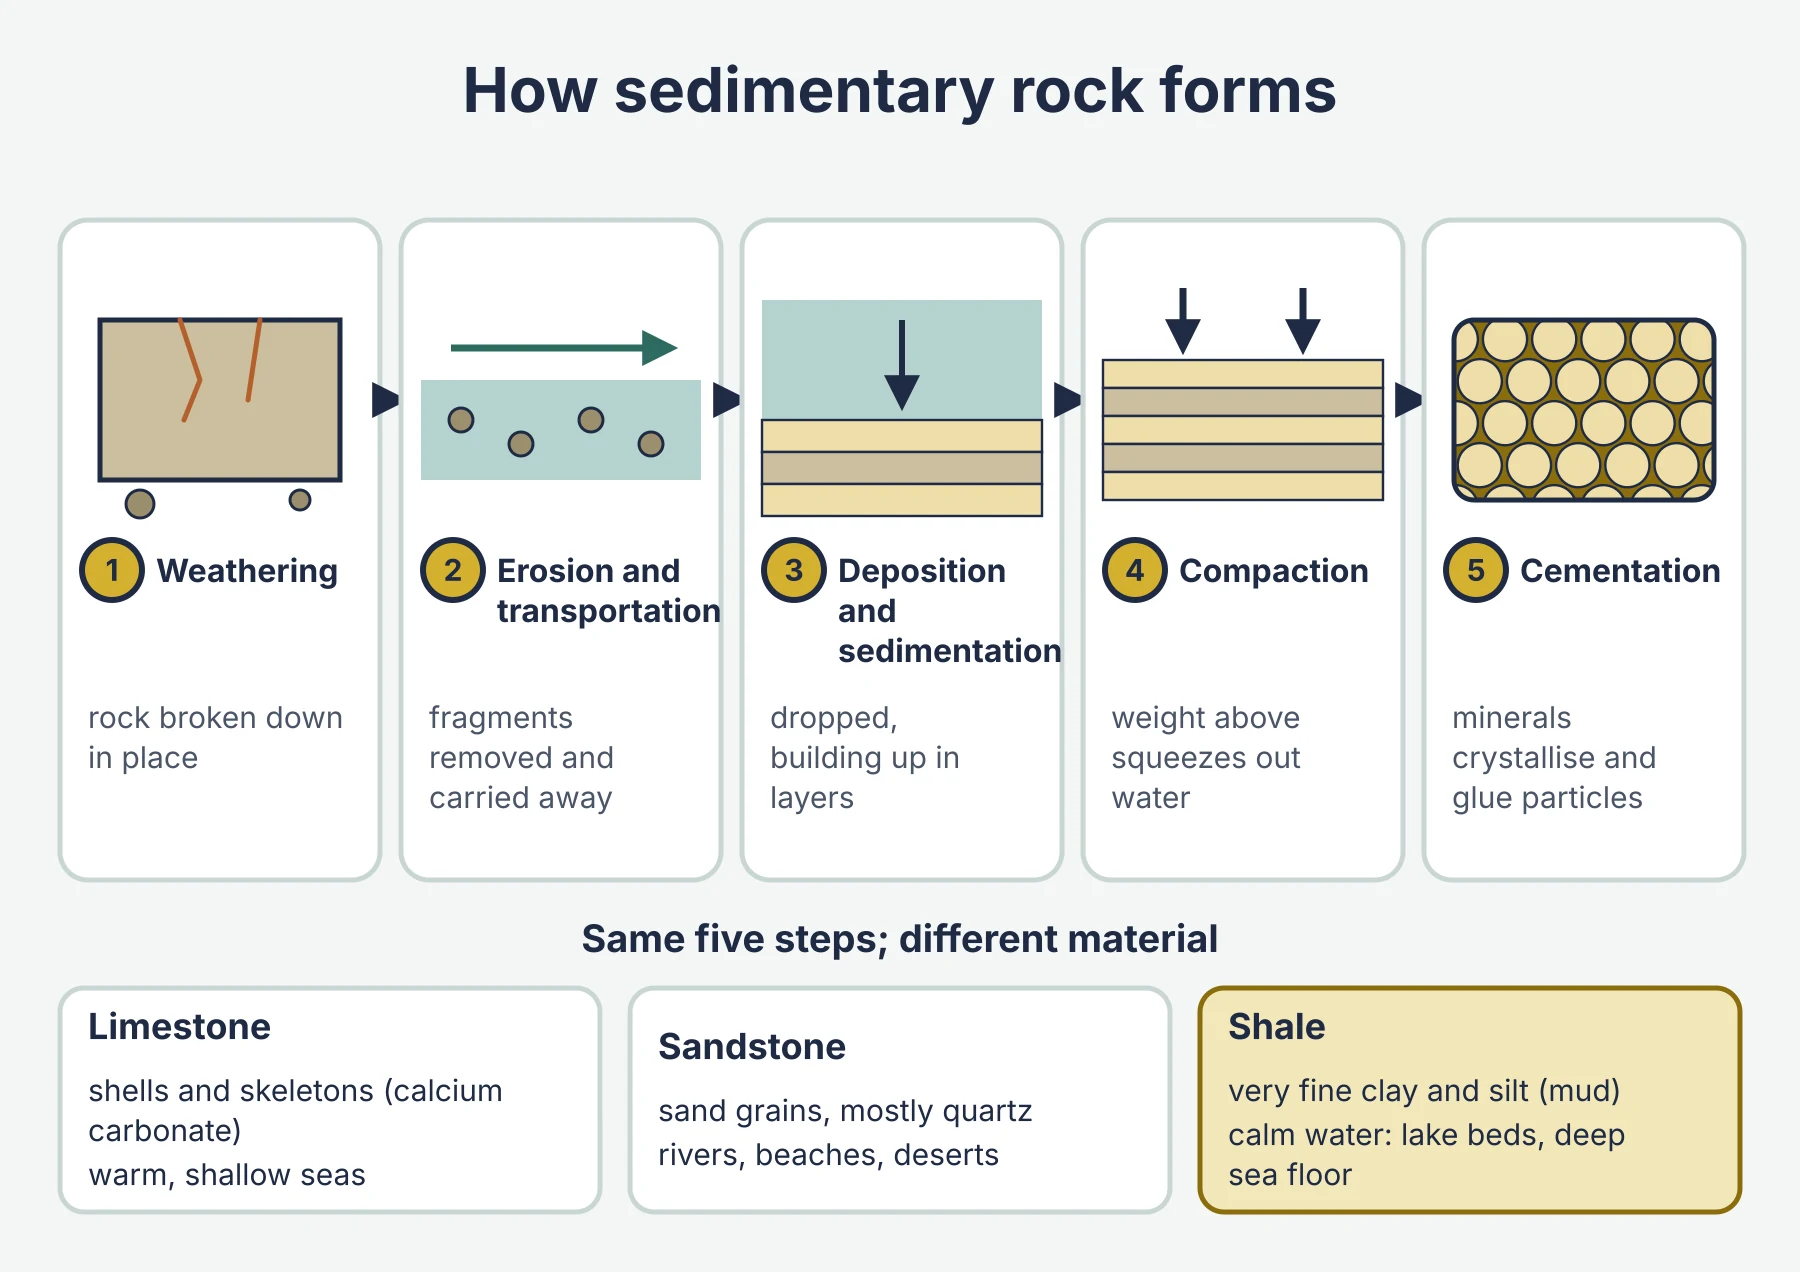 How sedimentary rock forms
1 Weathering
rock broken down
in place
2 Erosion and
transportation
fragments
removed and
carried away
3 Deposition
and
sedimentation
dropped,
building up in
layers
4 Compaction
weight above
squeezes out
water
5 Cementation
minerals
crystallise and
glue particles
Same five steps; different material
Limestone
shells and skeletons (calcium
carbonate)
warm, shallow seas
Sandstone
sand grains, mostly quartz
rivers, beaches, deserts
Shale
very fine clay and silt (mud)
calm water: lake beds, deep
sea floor